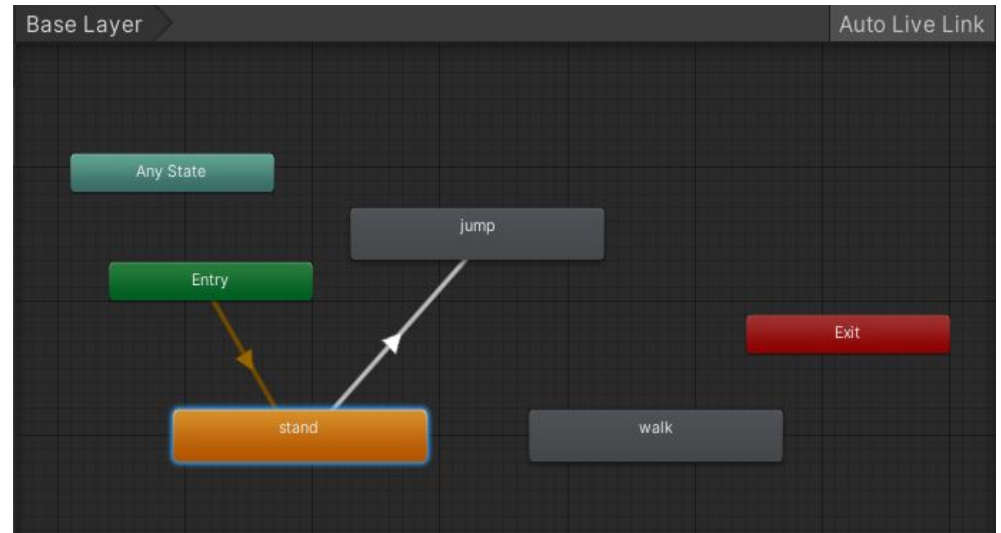 Base Layer
Auto Live Link
Any State
jump
Entry
Exit
stand
walk